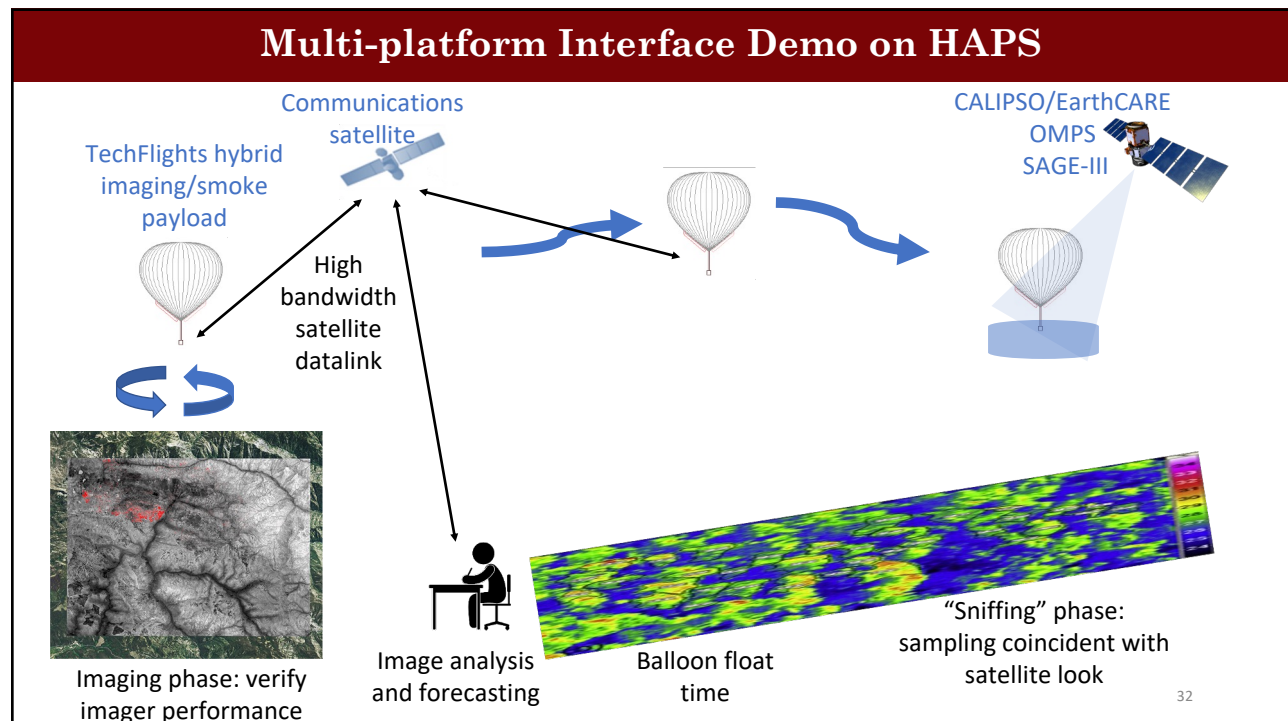 Multi-platform Interface Demo on HAPS
Communications
satellite
TechFlights hybrid
imaging/smoke
payload
CALIPSO/EarthCARE
OMPS
SAGE-III
High
bandwidth
satellite
datalink
Imaging phase: verify
imager performance
Image analysis
and forecasting
Balloon float
time
“Sniffing” phase:
sampling coincident with
satellite look
32